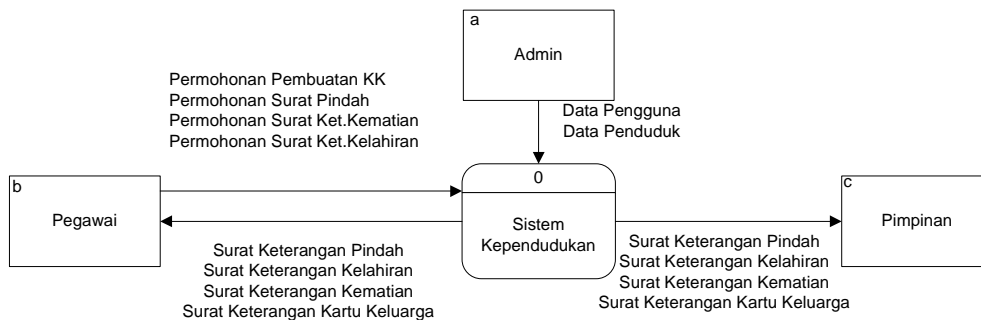 a
Admin
Permohonan Pembuatan KK
Permohonan Surat Pindah
Permohonan Surat Ket.Kematian
Permohonan Surat Ket.Kelahiran
Data Pengguna
Data Penduduk
b
Pegawai
0
Sistem
Kependudukan
c
Pimpinan
Surat Keterangan Pindah
Surat Keterangan Kelahiran
Surat Keterangan Kematian
Surat Keterangan Kartu Keluarga
Surat Keterangan Pindah
Surat Keterangan Kelahiran
Surat Keterangan Kematian
Surat Keterangan Kartu Keluarga